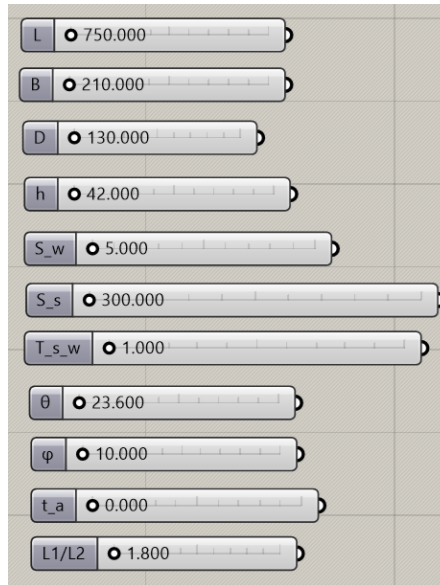 L 750.000
B 210.000
D 130.000
h 42.000
S_w 5.000
S_s 300.000
T_s_w 1.000
θ 23.600
φ 10.000
t_a 0.000
L1/L2 1.800